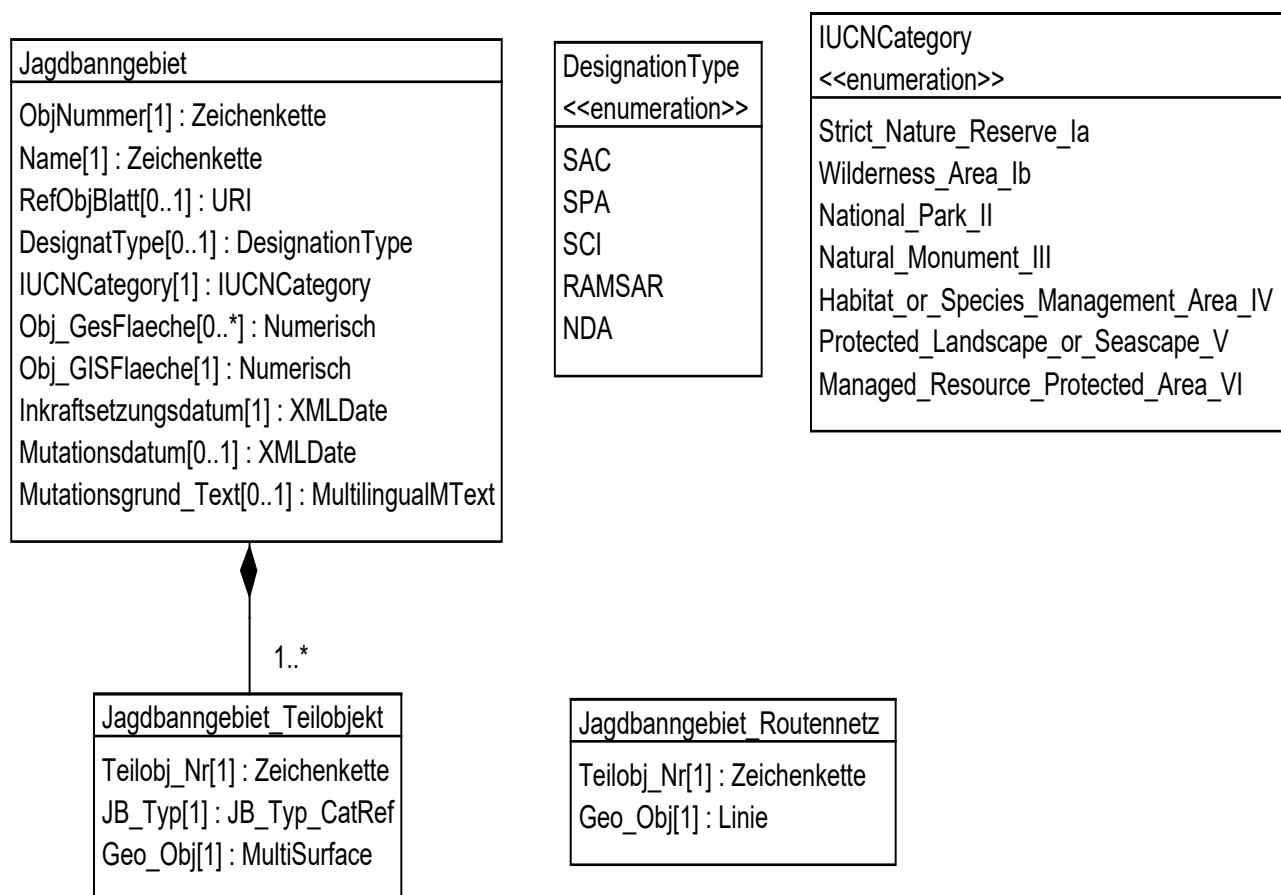 Jagdbanngebiet
ObjNummer[1] : Zeichenkette
Name[1] : Zeichenkette
RefObjBlatt[0..1] : URI
DesignatType[0..1] : DesignationType
IUCNCategory[1] : IUCNCategory
Obj_GesFlaeche[0..*] : Numerisch
Obj_GISFlaeche[1] : Numerisch
Inkraftsetzungsdatum[1] : XMLDate
Mutationsdatum[0..1] : XMLDate
Mutationsgrund_Text[0..1] : MultilingualMText
DesignationType
<<enumeration>>
SAC
SPA
SCI
RAMSAR
NDA
IUCNCategory
<<enumeration>>
Strict_Nature_Reserve_Ia
Wilderness_Area_Ib
National_Park_II
Natural_Monument_III
Habitat_or_Species_Management_Area_IV
Protected_Landscape_or_Seascape_V
Managed_Resource_Protected_Area_VI
1..*
Jagdbanngebiet_Teilobjekt
Teilobj_Nr[1] : Zeichenkette
JB_Typ[1] : JB_Typ_CatRef
Geo_Obj[1] : MultiSurface
Jagdbanngebiet_Routennetz
Teilobj_Nr[1] : Zeichenkette
Geo_Obj[1] : Linie